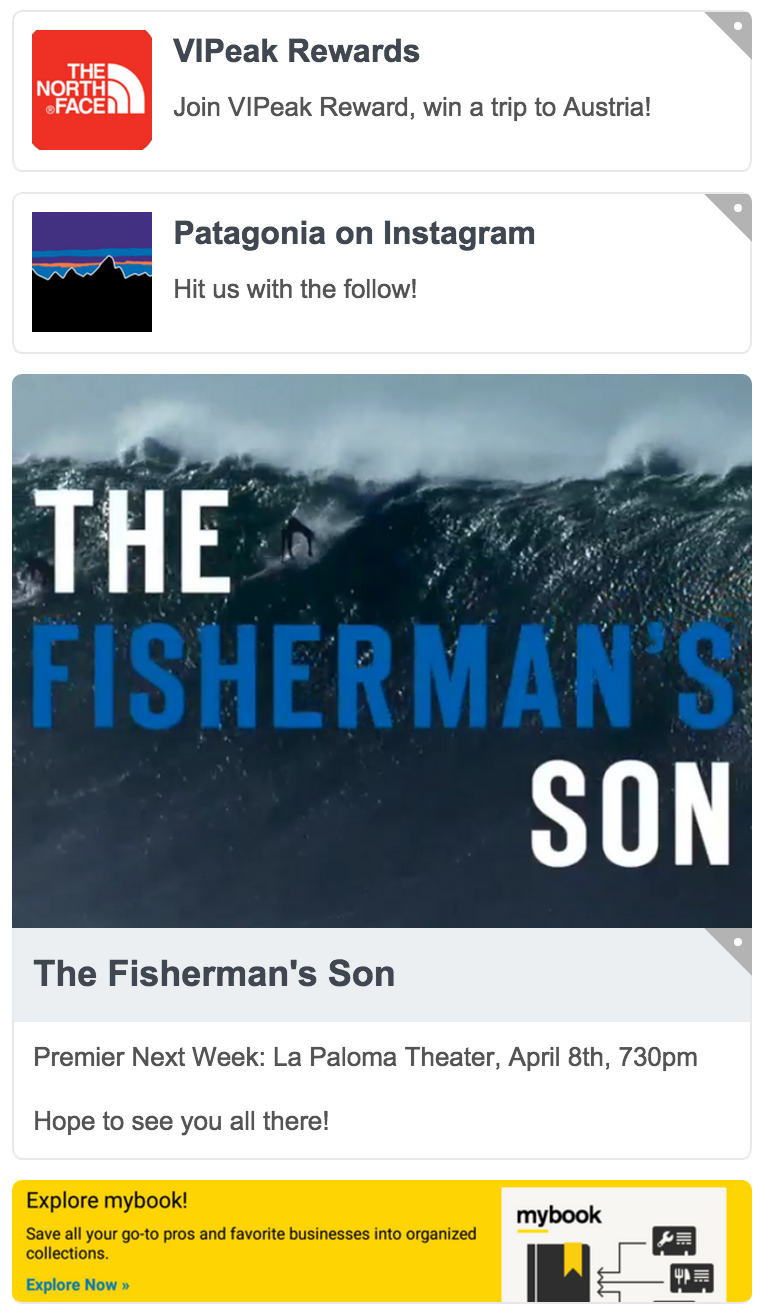 THE
NORTH
®FACE
VIPeak Rewards
Join VIPeak Reward, win a trip to Austria!
Patagonia on Instagram
Hit us with the follow!
THE
FISHERMAN'S
SON
The Fisherman's Son
Premier Next Week: La Paloma Theater, April 8th, 730pm
Hope to see you all there!
Explore mybook!
Save all your go-to pros and favorite businesses into organized
collections.
Explore Now »
mybook